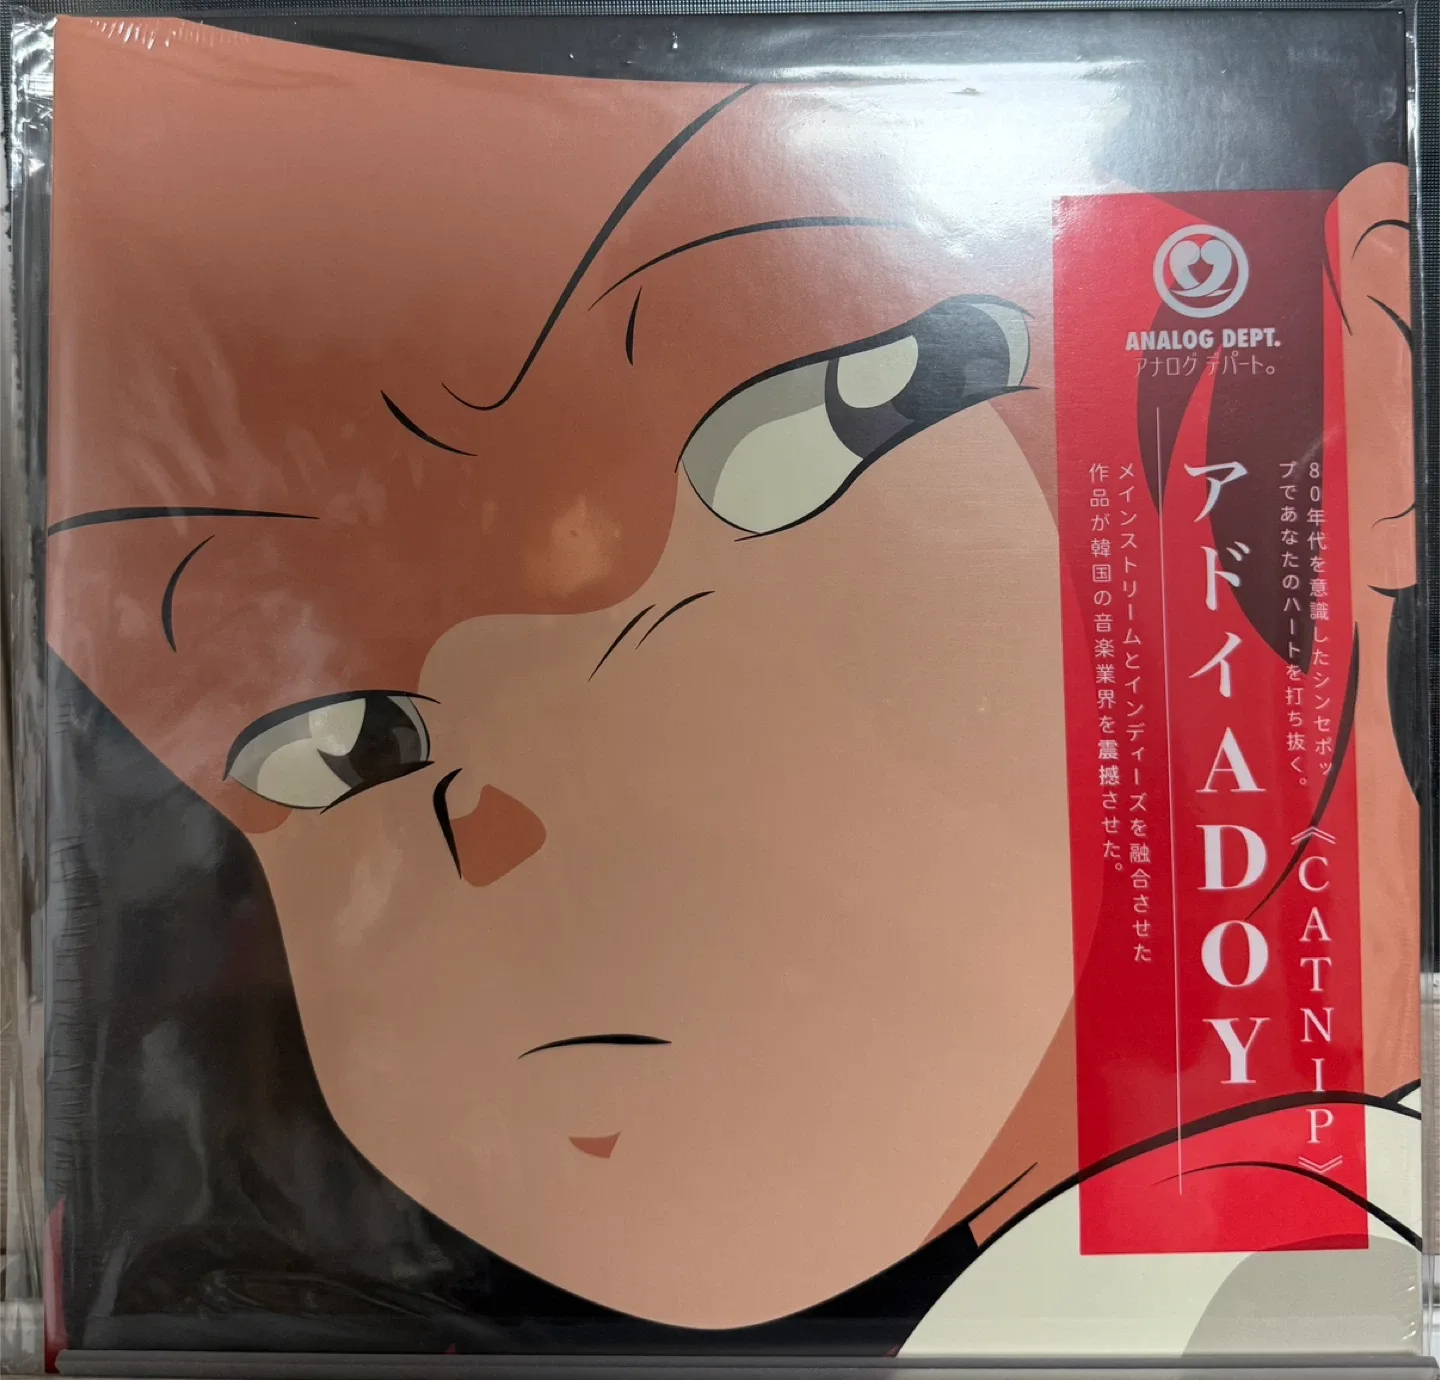 ANALOG DEPT.
アナログ デパート。
80年代を意識したシンセポッ
プであなたのハートを打ち抜く。
《CATNIP》
アドイADOY
メインストリームとインディーズを融合させた
作品が韓国の音楽業界を震撼させた。